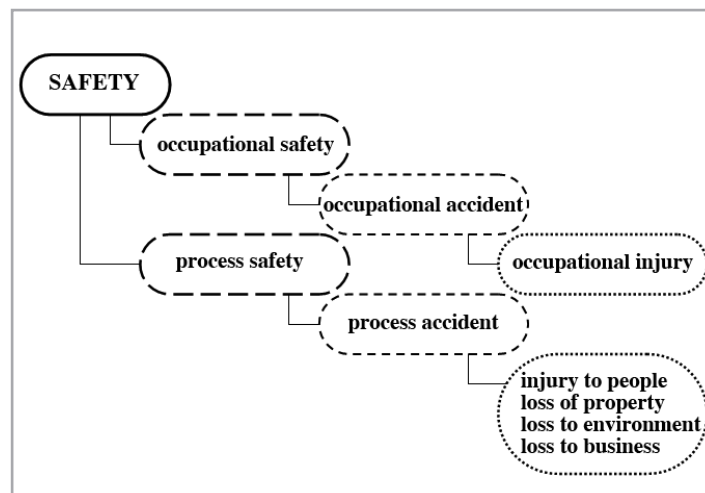 SAFETY
occupational safety
occupational accident
occupational injury
process safety
process accident
injury to people
loss of property
loss to environment
loss to business